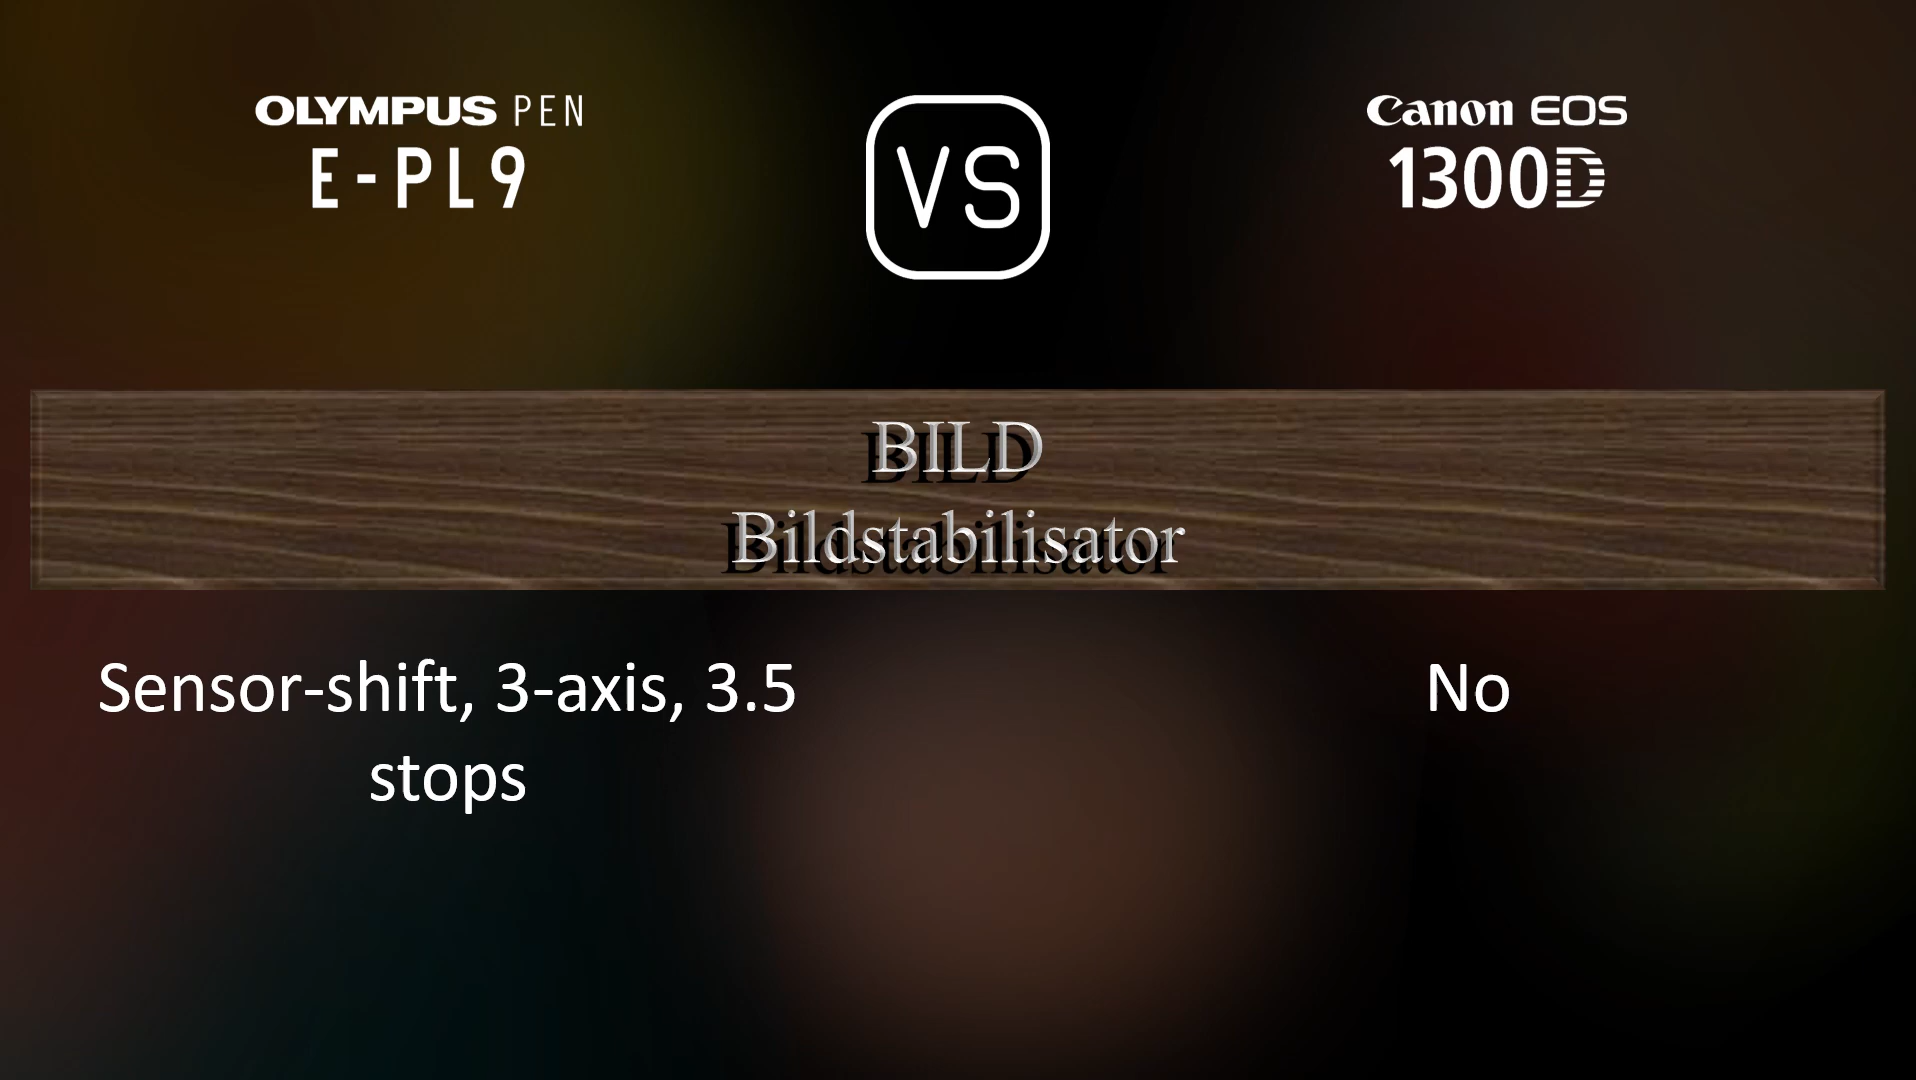 OLYMPUS PEN
E-PL9
VS
Canon EOS
1300D
BILD
Bildstabilisator
Sensor-shift, 3-axis, 3.5
stops
No